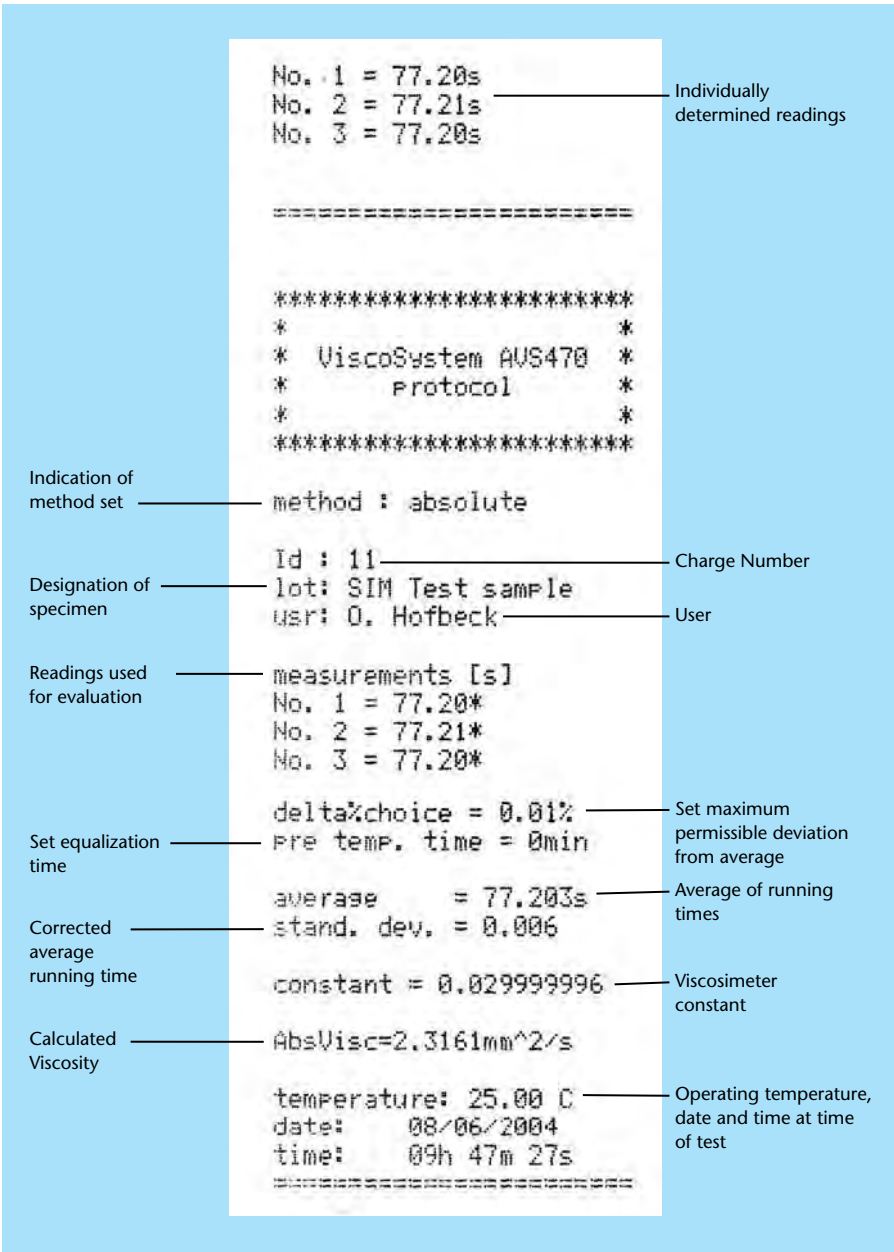 No. 1 = 77.20s
No. 2 = 77.21s
No. 3 = 77.20s
Individually
determined readings
========================
************************
* *
* ViscoSystem AVS470 *
* protocol *
* *
************************
Indication of
method set
method : absolute
Id : 11
Charge Number
Designation of
specimen
lot: SIM Test sample
usr: O. Hofbeck
User
Readings used
for evaluation
measurements [s]
No. 1 = 77.20*
No. 2 = 77.21*
No. 3 = 77.20*
delta%choice = 0.01%
Set maximum
permissible deviation
from average
Set equalization
time
pre temp. time = 0min
average = 77.203s
Average of running
times
stand. dev. = 0.006
Corrected
average
running time
constant = 0.029999996
Viscosimeter
constant
Calculated
Viscosity
AbsVisc=2.3161mm^2/s
temperature: 25.00 C
date: 08/06/2004
time: 09h 47m 27s
Operating temperature,
date and time at time
of test
========================